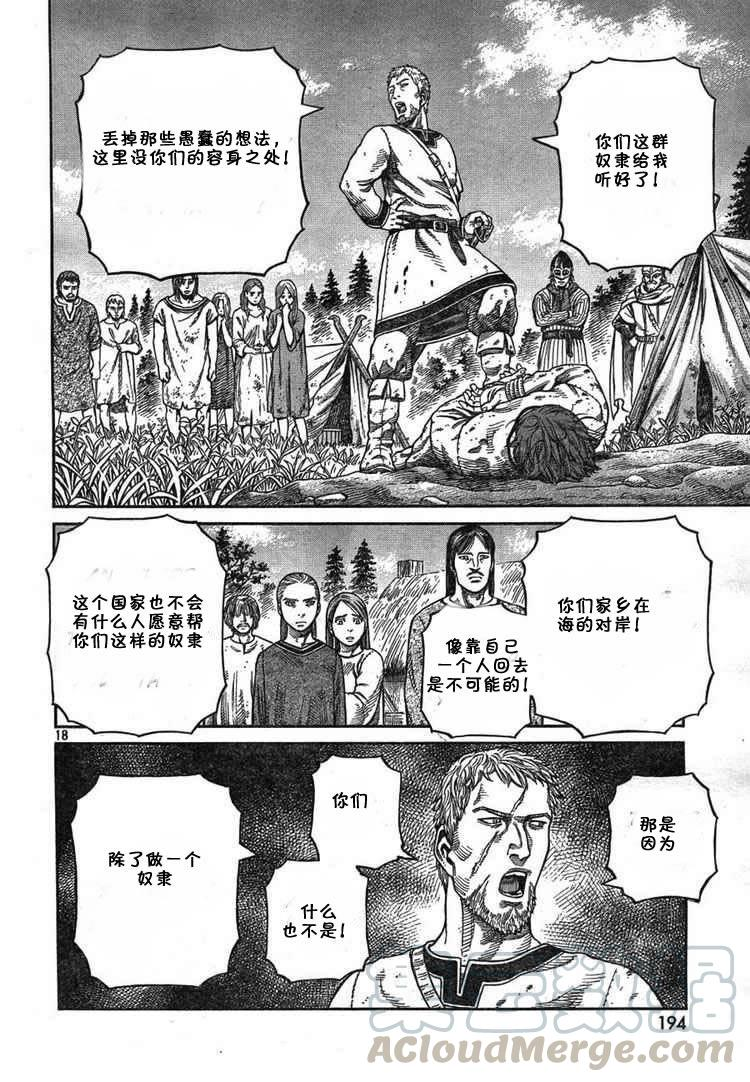 你们这群
奴隶给我
听好了！
丢掉那些愚蠢的想法，
这里没你们的容身之处！
你们家乡在
海的对岸！
像靠自己
一个人回去
是不可能的！
这个国家也不会
有什么人愿意帮
你们这样的奴隶
18
那是
因为
你们
什么
也不是！
除了做一个
奴隶
194
集云数据
AcloudMerge.com